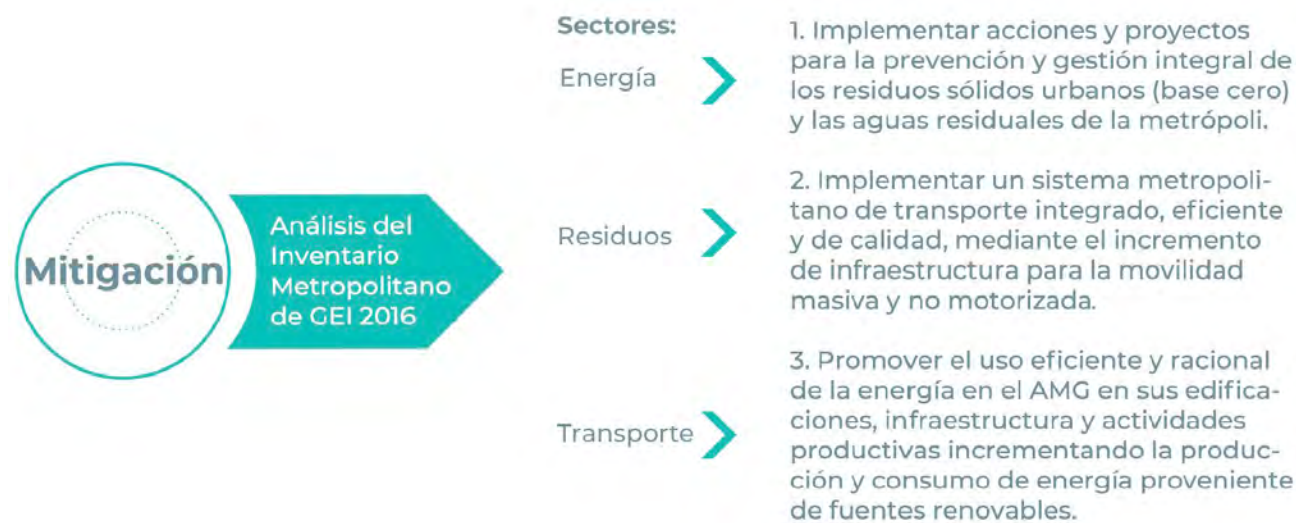 Mitigación
Análisis del
Inventario
Metropolitano
de GEI 2016
Sectores:
Energía
1. Implementar acciones y proyectos
para la prevención y gestión integral de
los residuos sólidos urbanos (base cero)
y las aguas residuales de la metrópoli.
Residuos
2. Implementar un sistema metropoli-
tano de transporte integrado, eficiente
y de calidad, mediante el incremento
de infraestructura para la movilidad
masiva y no motorizada.
Transporte
3. Promover el uso eficiente y racional
de la energía en el AMG en sus edifica-
ciones, infraestructura y actividades
productivas incrementando la produc-
ción y consumo de energía proveniente
de fuentes renovables.